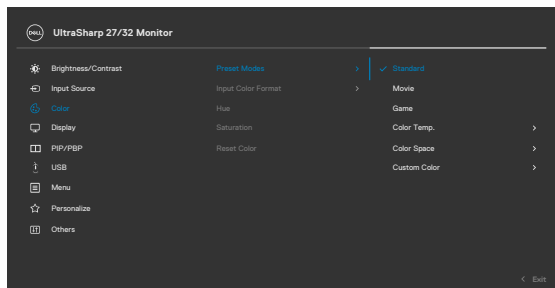 DELL UltraSharp 27/32 Monitor
Brightness/Contrast
Input Source
Color
Display
PIP/PBP
USB
Menu
Personalize
Others
Preset Modes
Input Color Format
Hue
Saturation
Reset Color
Standard
Movie
Game
Color Temp.
Color Space
Custom Color
Exit